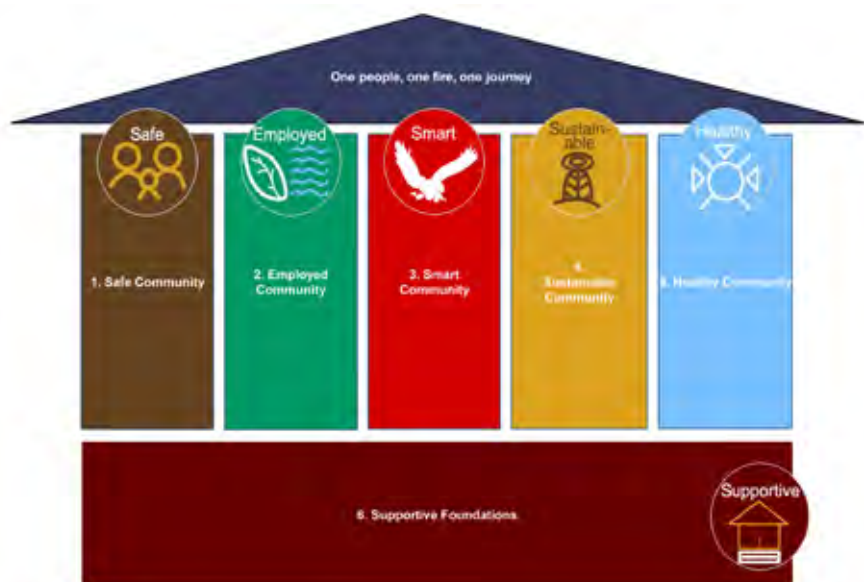 One people, one fire, one journey
Safe
Employed
Smart
Sustain-
able
Healthy
1. Safe Community
2. Employed
Community
3. Smart
Community
4.
Sustainable
Community
5. Healthy Community
6. Supportive Foundations
Supportive